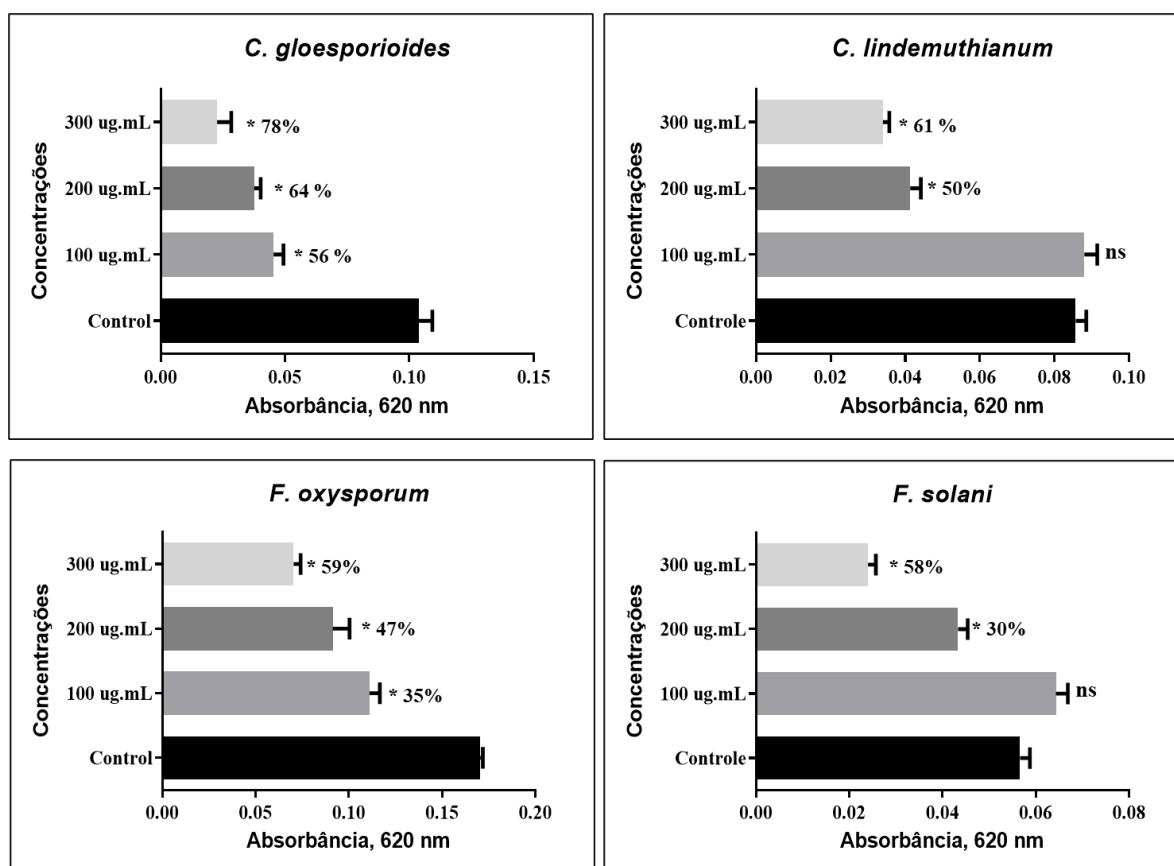 C. gloesporioides
Concentrações
300 ug.mL
* 78%
200 ug.mL
* 64 %
100 ug.mL
* 56 %
Control
0.00 0.05 0.10 0.15
Absorbância, 620 nm
C. lindemuthianum
Concentrações
300 ug.mL
* 61 %
200 ug.mL
* 50%
100 ug.mL
ns
Controle
0.00 0.02 0.04 0.06 0.08 0.10
Absorbância, 620 nm
F. oxysporum
Concentrações
300 ug.mL
* 59%
200 ug.mL
* 47%
100 ug.mL
* 35%
Control
0.00 0.05 0.10 0.15 0.20
Absorbância, 620 nm
F. solani
Concentrações
300 ug.mL
* 58%
200 ug.mL
* 30%
100 ug.mL
ns
Controle
0.00 0.02 0.04 0.06 0.08
Absorbância, 620 nm